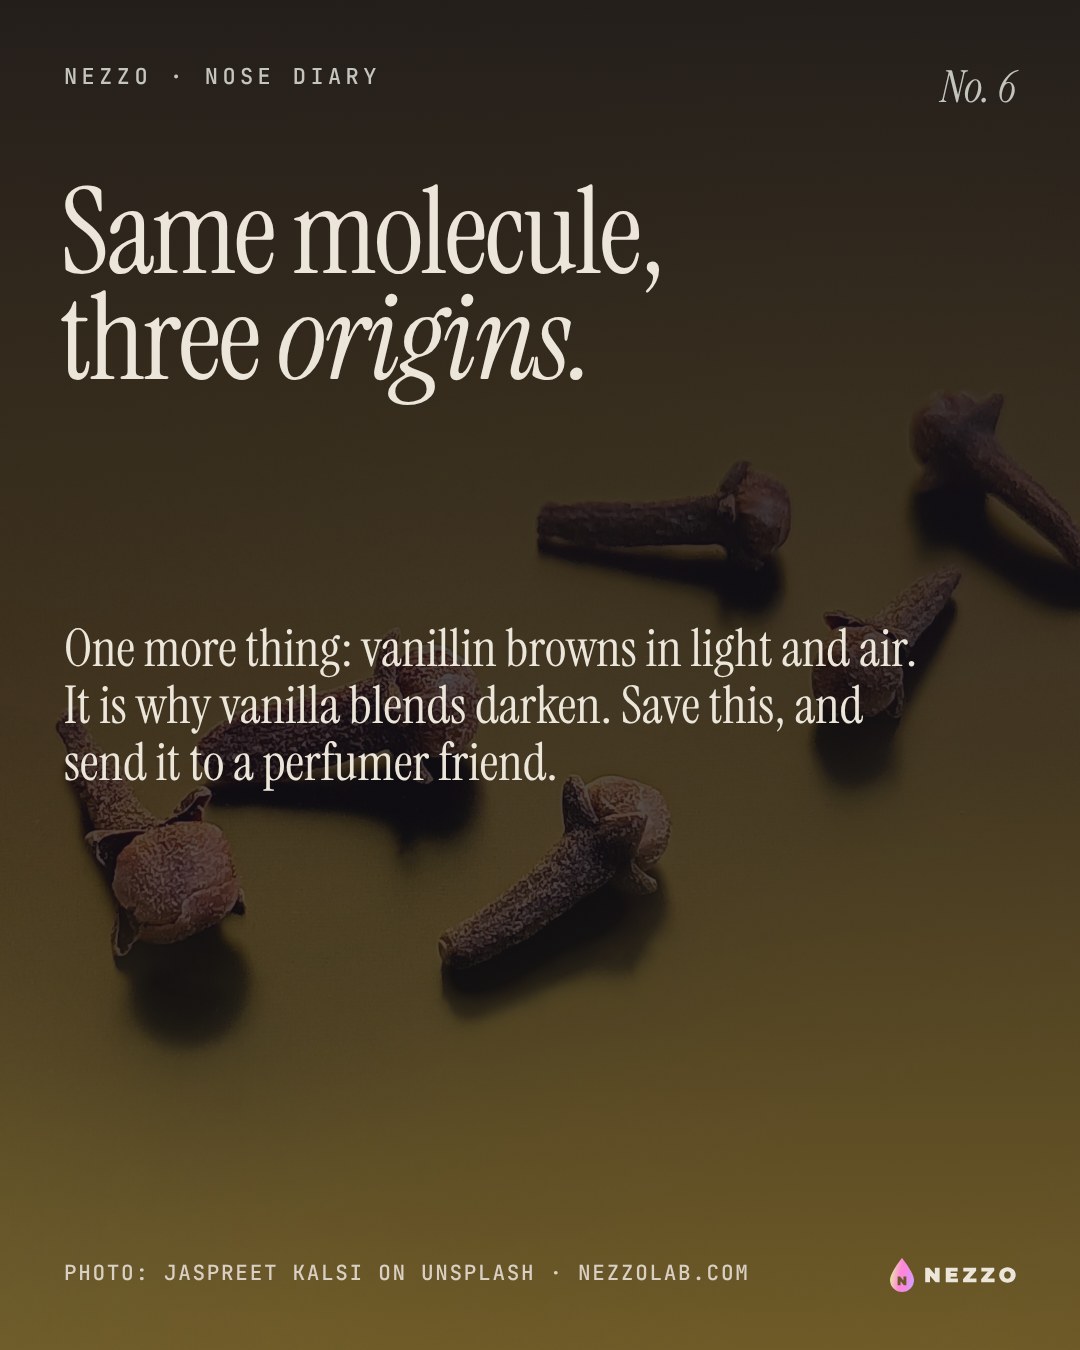 NEZZO · NOSE DIARY
No. 6
Same molecule,
three origins.
One more thing: vanillin browns in light and air.
It is why vanilla blends darken. Save this, and
send it to a perfumer friend.
PHOTO: JASPREET KALSI ON UNSPLASH · NEZZOLAB.COM
N NEZZO